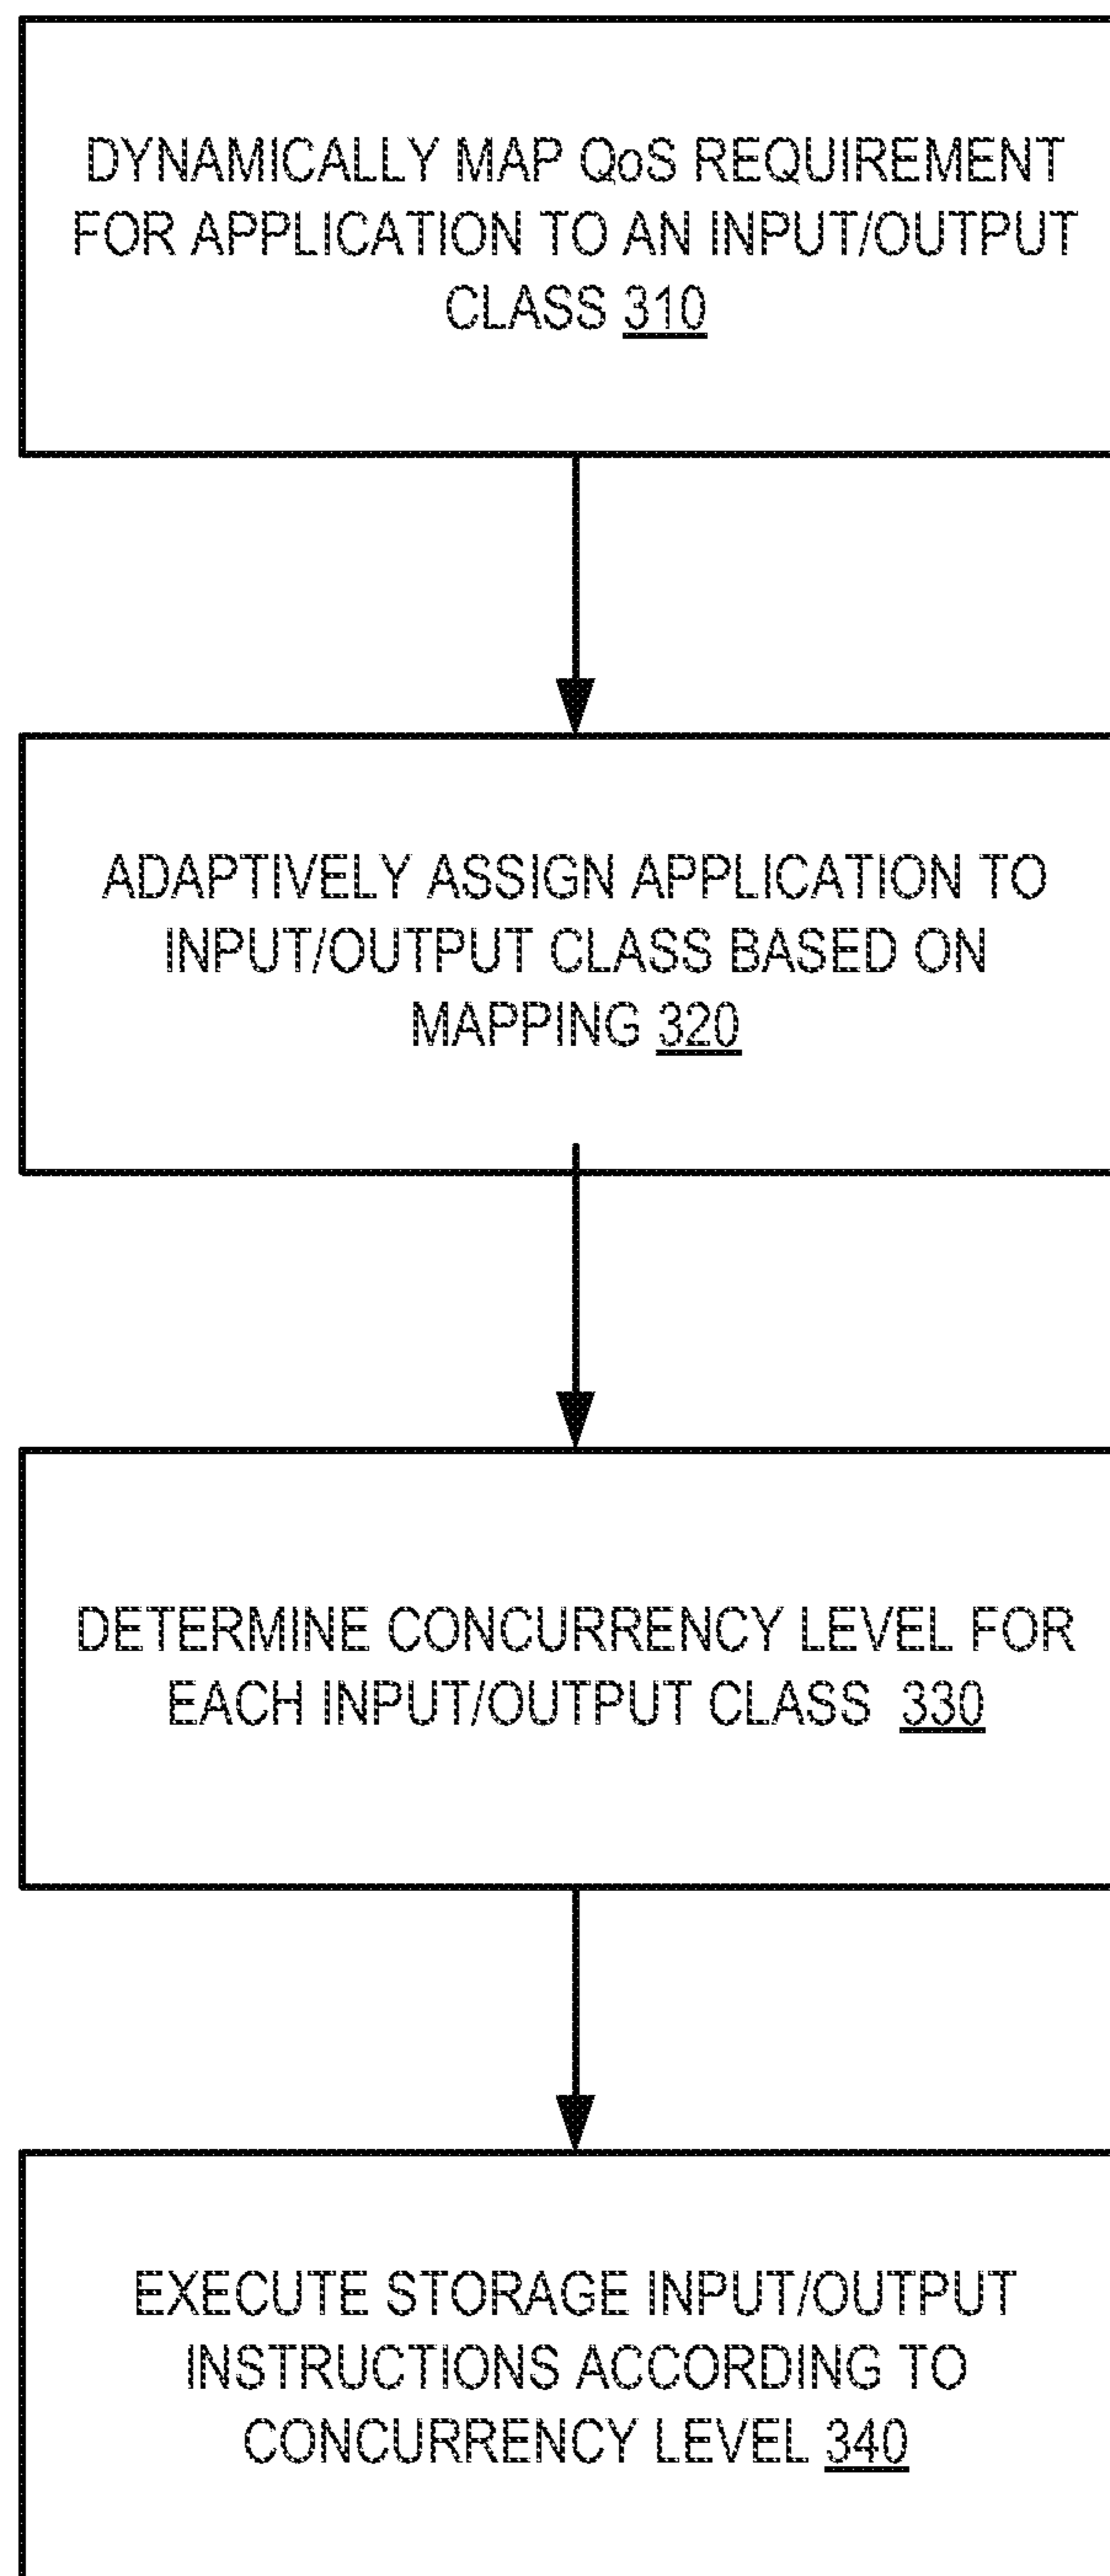 DYNAMICALLY MAP QoS REQUIREMENT
FOR APPLICATION TO AN INPUT/OUTPUT
CLASS 310
ADAPTIVELY ASSIGN APPLICATION TO
INPUT/OUTPUT CLASS BASED ON
MAPPING 320
DETERMINE CONCURRENCY LEVEL FOR
EACH INPUT/OUTPUT CLASS 330
EXECUTE STORAGE INPUT/OUTPUT
INSTRUCTIONS ACCORDING TO
CONCURRENCY LEVEL 340